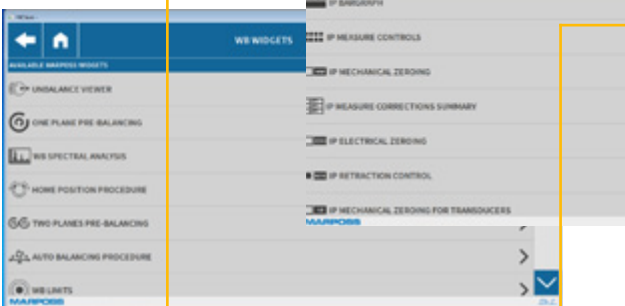 WB WIDGETS
AVAILABLE MARPOSS WIDGETS
UNBALANCE VIEWER
ONE PLANE PRE-BALANCING
WB SPECTRAL ANALYSIS
HOME POSITION PROCEDURE
TWO PLANES PRE-BALANCING
AUTO BALANCING PROCEDURE
WB LIMITS
MARPOSS
IP BARGRAPH
IP MEASURE CONTROLS
IP MECHANICAL ZEROING
IP MEASURE CORRECTIONS SUMMARY
IP ELECTRICAL ZEROING
IP RETRACTION CONTROL
IP MECHANICAL ZEROING FOR TRANSDUCERS
MARPOSS